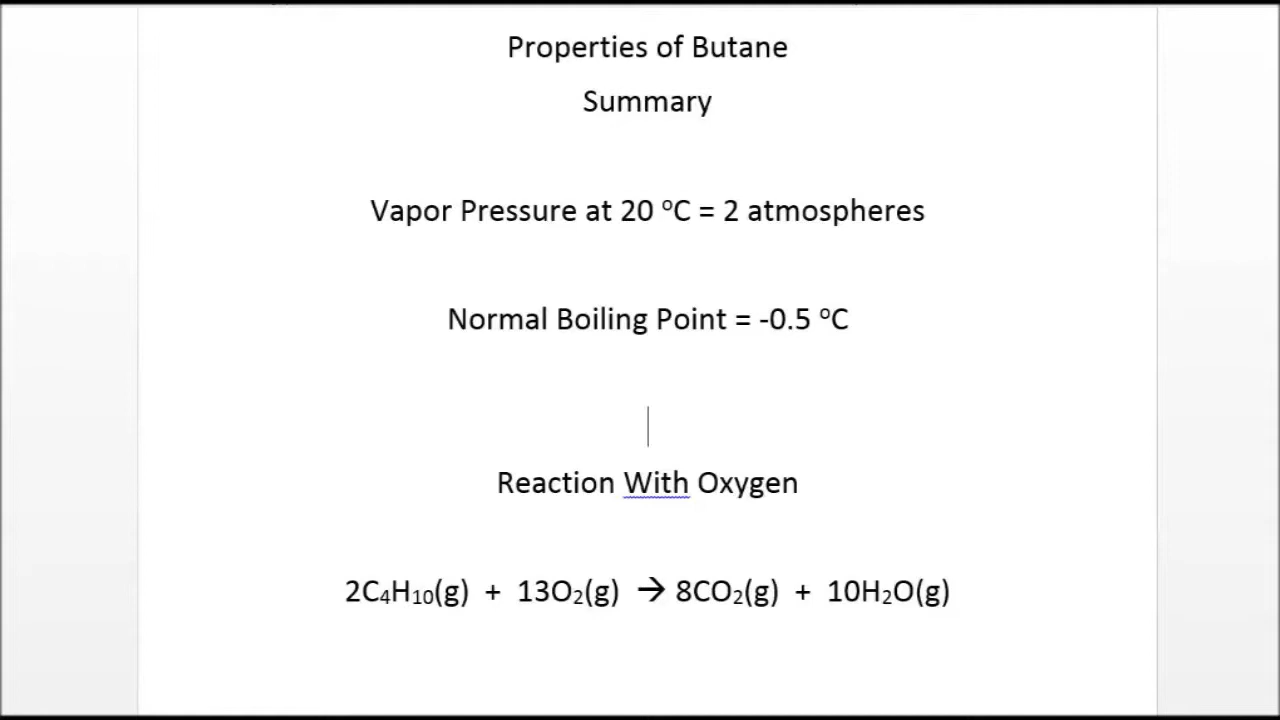 Properties of Butane
Summary
Vapor Pressure at 20 ºC = 2 atmospheres
Normal Boiling Point = -0.5 ºC
Reaction With Oxygen
2C₄H₁₀(g) + 13O₂(g) → 8CO₂(g) + 10H₂O(g)